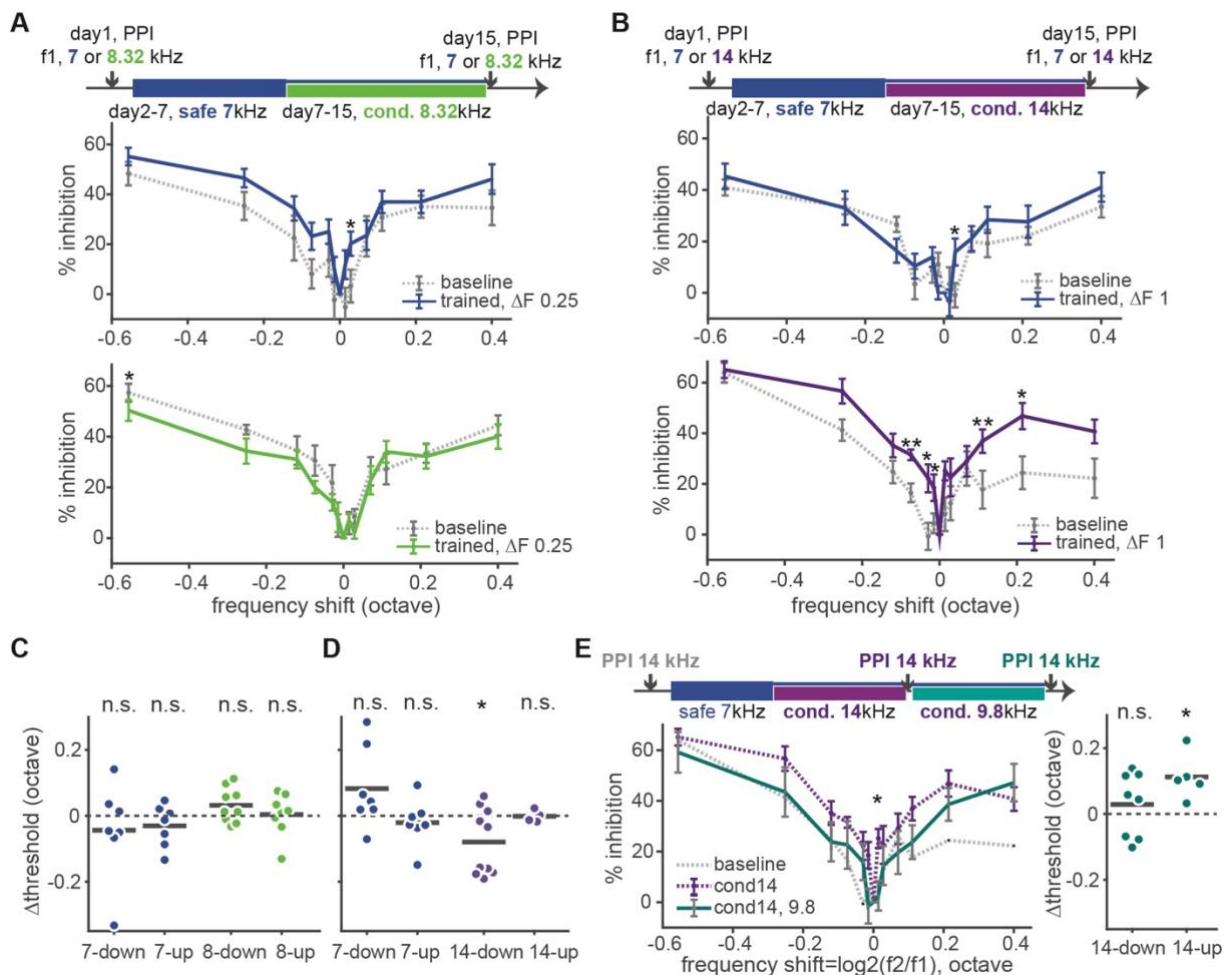 A
day1, PPI
f1, 7 or 8.32 kHz
day15, PPI
f1, 7 or 8.32 kHz
day2-7, safe 7kHz
day7-15, cond. 8.32kHz
% inhibition
60
40
20
0
*
baseline
trained, ΔF 0.25
-0.6
-0.4
-0.2
0
0.2
0.4
% inhibition
60
40
20
0
*
baseline
trained, ΔF 0.25
-0.6
-0.4
-0.2
0
0.2
0.4
frequency shift (octave)
B
day1, PPI
f1, 7 or 14 kHz
day15, PPI
f1, 7 or 14 kHz
day2-7, safe 7kHz
day7-15, cond. 14kHz
% inhibition
60
40
20
0
*
baseline
trained, ΔF 1
-0.6
-0.4
-0.2
0
0.2
0.4
% inhibition
60
40
20
0
**
*
*
**
*
baseline
trained, ΔF 1
-0.6
-0.4
-0.2
0
0.2
0.4
frequency shift (octave)
C
n.s.
n.s.
n.s.
n.s.
Δthreshold (octave)
0.2
0
-0.2
7-down
7-up
8-down
8-up
D
n.s.
n.s.
*
n.s.
7-down
7-up
14-down
14-up
E
PPI 14 kHz
PPI 14 kHz
PPI 14 kHz
safe 7kHz
cond. 14kHz
cond. 9.8kHz
% inhibition
60
40
20
0
*
baseline
cond14
cond14, 9.8
-0.6
-0.4
-0.2
0
0.2
0.4
frequency shift=log2(f2/f1), octave
n.s.
*
Δthreshold (octave)
0.2
0
-0.2
14-down
14-up